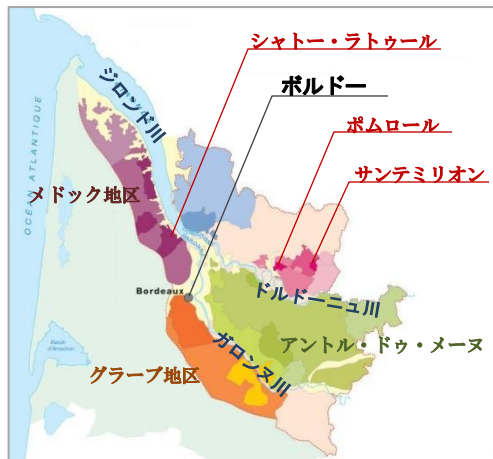 シャトー・ラトゥール
ボルドー
ジロンド川
ポムロール
サンテミリオン
OCÉAN ATLANTIQUE
メドック地区
Bordeaux
ドルドーニュ川
アントル・ドゥ・メーヌ
ガロンヌ川
グラーブ地区
Bassin d'Arcachon